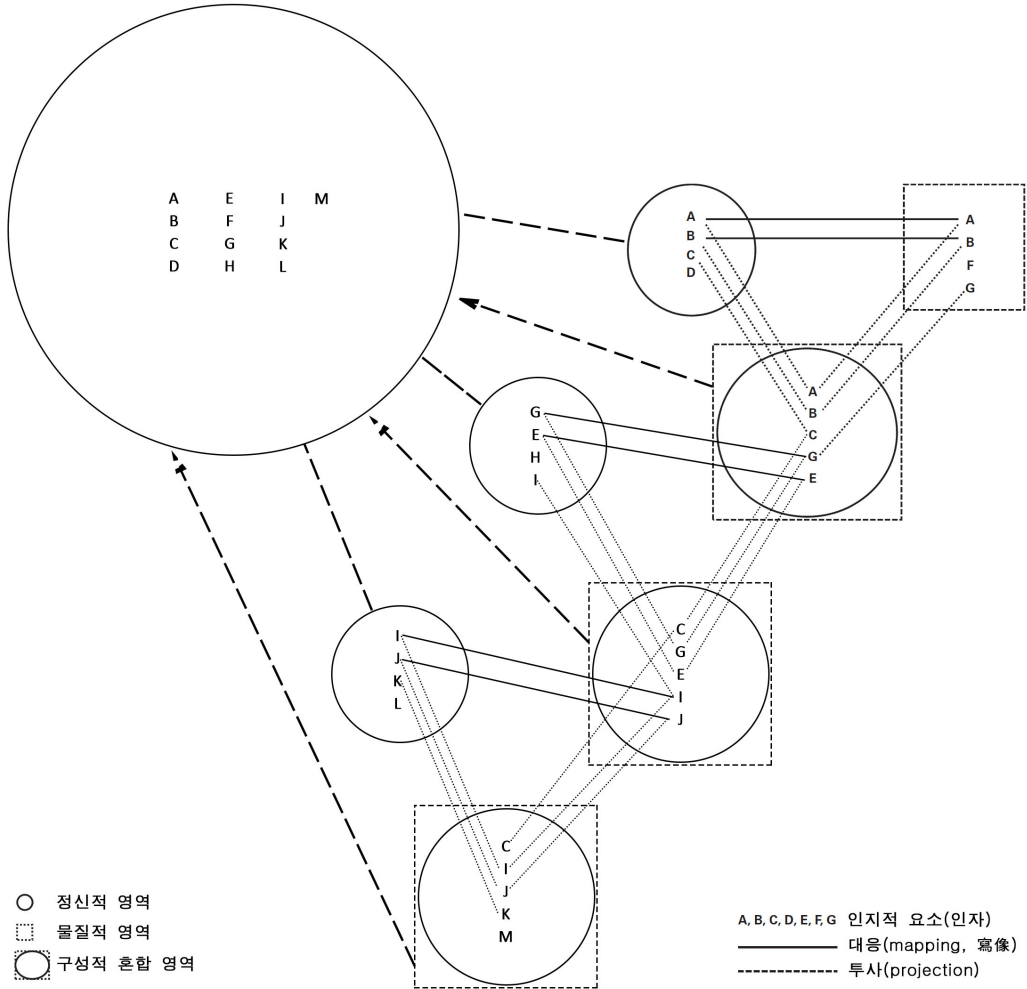 A E I M
B F J
C G K
D H L
A
B
C
D
A
B
F
G
A
B
C
G
E
G
E
H
I
C
G
E
I
J
I
J
K
L
C
I
J
K
M
정신적 영역
물질적 영역
구성적 혼합 영역
A, B, C, D, E, F, G 인지적 요소(인자)
대응(mapping, 寫像)
투사(projection)